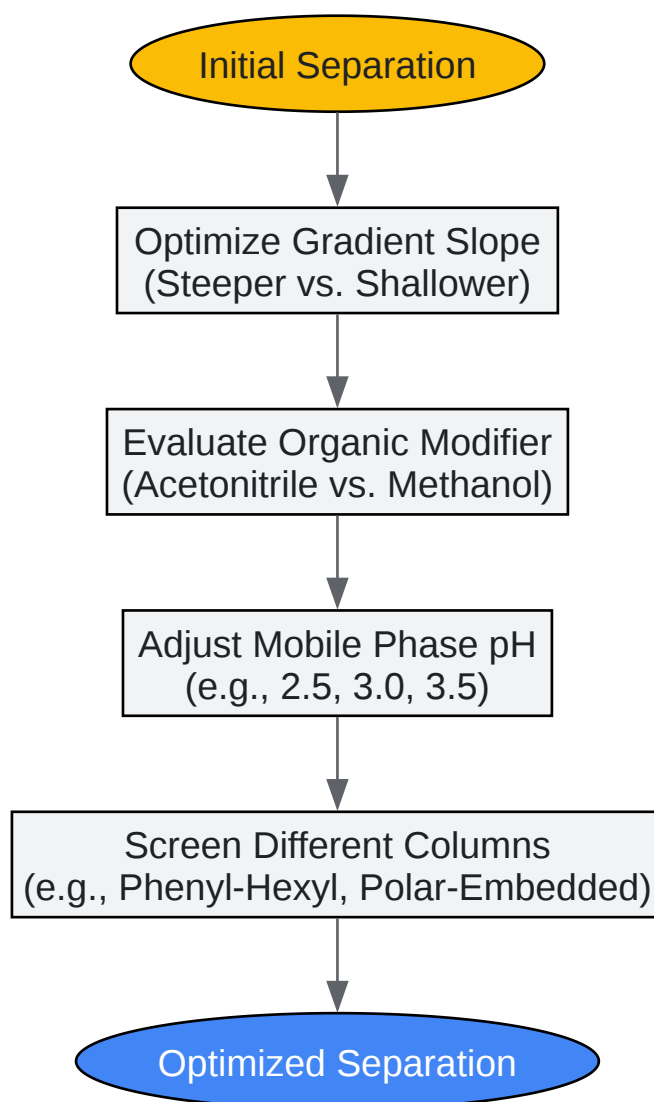 Initial Separation
Optimize Gradient Slope
(Steeper vs. Shallower)
Evaluate Organic Modifier
(Acetonitrile vs. Methanol)
Adjust Mobile Phase pH
(e.g., 2.5, 3.0, 3.5)
Screen Different Columns
(e.g., Phenyl-Hexyl, Polar-Embedded)
Optimized Separation